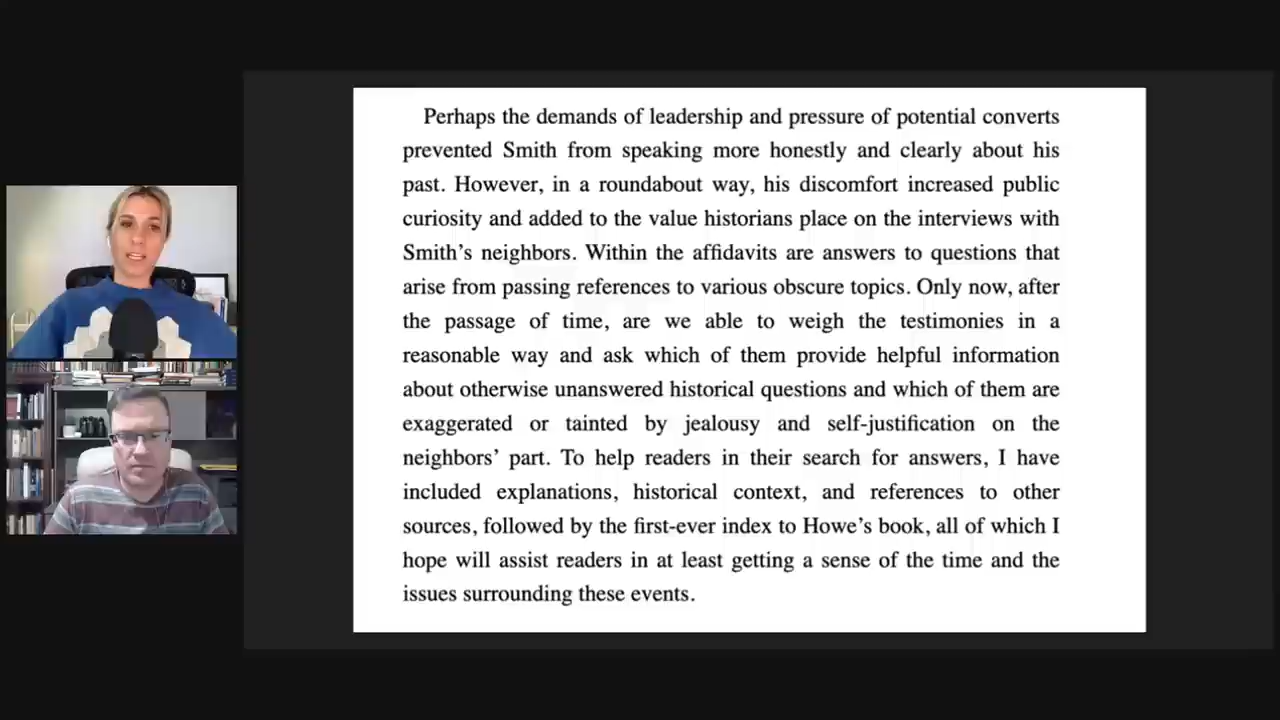 Perhaps the demands of leadership and pressure of potential converts
prevented Smith from speaking more honestly and clearly about his
past. However, in a roundabout way, his discomfort increased public
curiosity and added to the value historians place on the interviews with
Smith's neighbors. Within the affidavits are answers to questions that
arise from passing references to various obscure topics. Only now, after
the passage of time, are we able to weigh the testimonies in a
reasonable way and ask which of them provide helpful information
about otherwise unanswered historical questions and which of them are
exaggerated or tainted by jealousy and self-justification on the
neighbors' part. To help readers in their search for answers, I have
included explanations, historical context, and references to other
sources, followed by the first-ever index to Howe's book, all of which I
hope will assist readers in at least getting a sense of the time and the
issues surrounding these events.